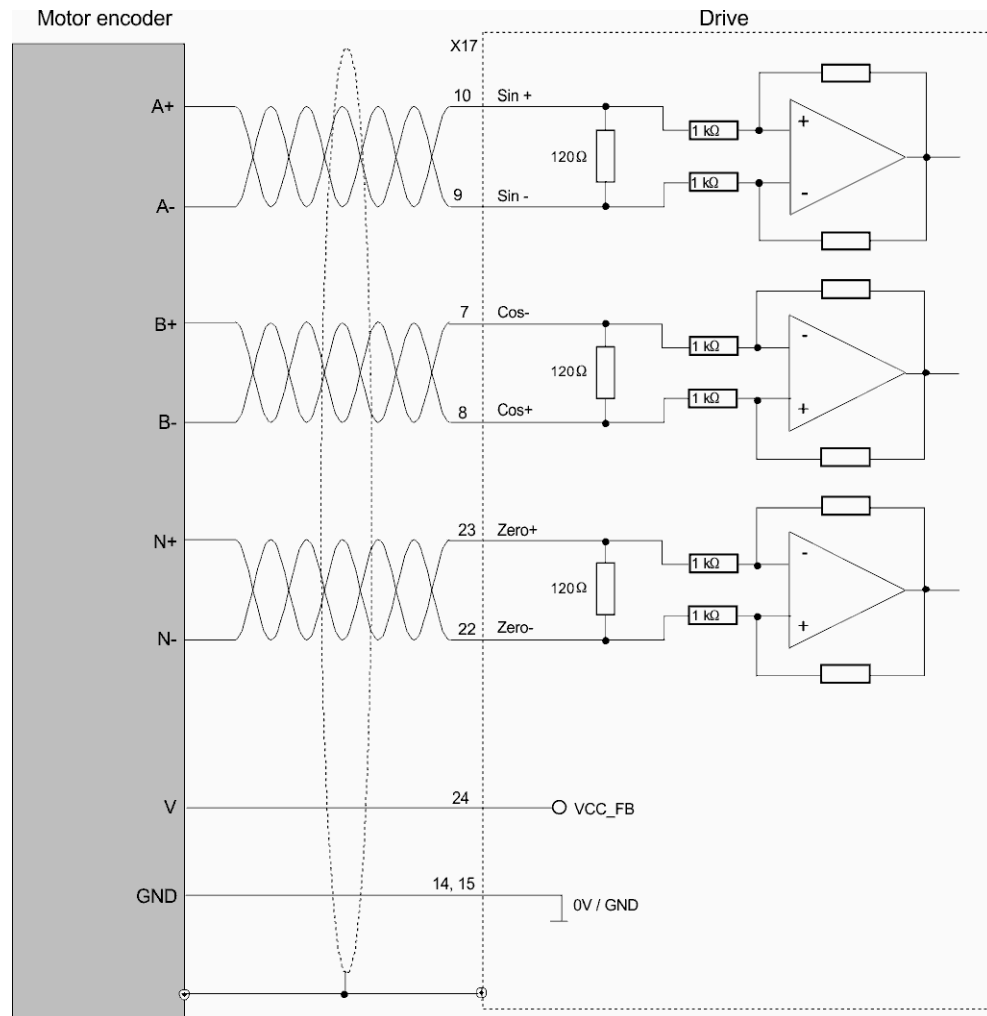 Motor encoder
Drive
X17
A+
10
Sin +
1 kΩ
+
120Ω
1 kΩ
-
A-
9
Sin -
B+
7
Cos-
1 kΩ
-
120Ω
1 kΩ
+
B-
8
Cos+
N+
23
Zero+
1 kΩ
-
120Ω
1 kΩ
+
N-
22
Zero-
V
24
VCC_FB
GND
14, 15
0V / GND